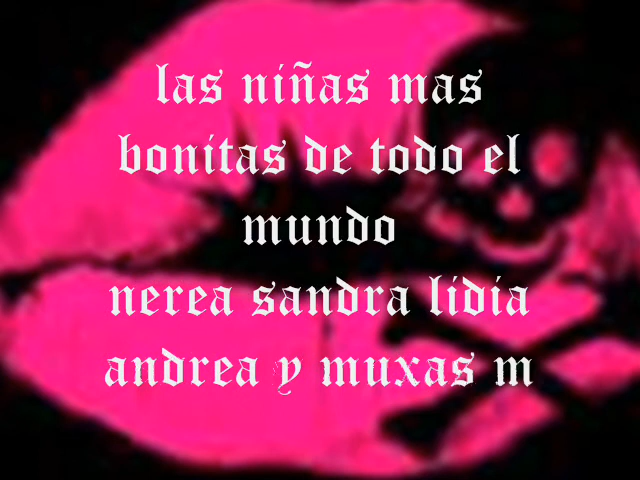 las niñas mas
bonitas de todo el
mundo
nerea sandra lidia
andrea y muxas m